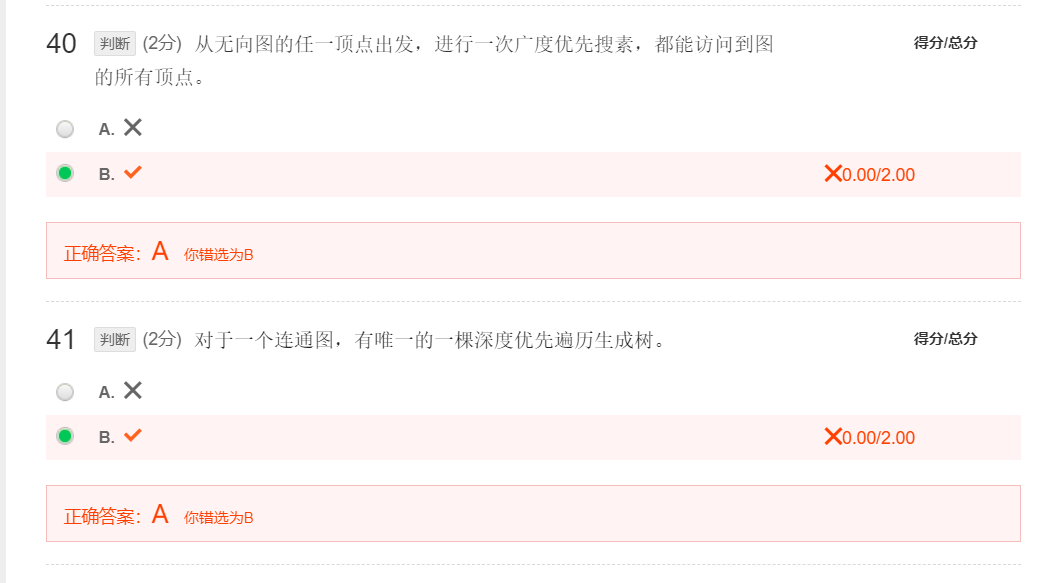 40 判断 (2分) 从无向图的任一顶点出发，进行一次广度优先搜素，都能访问到图 得分/总分
的所有顶点。
A.
B. 0.00/2.00
正确答案：A 你错选为B
41 判断 (2分) 对于一个连通图，有唯一的一棵深度优先遍历生成树。 得分/总分
A.
B. 0.00/2.00
正确答案：A 你错选为B